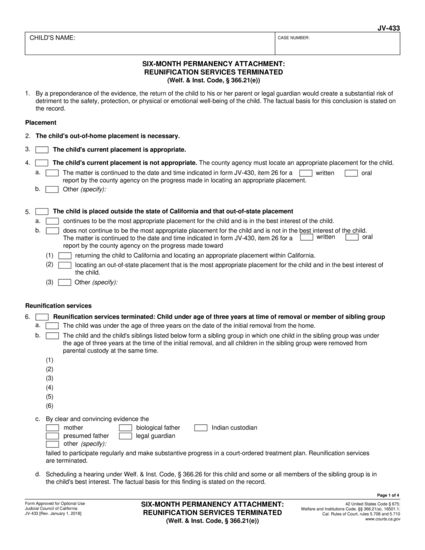 JV-433
CHILD'S NAME:
CASE NUMBER:
SIX-MONTH PERMANENCY ATTACHMENT:
REUNIFICATION SERVICES TERMINATED
(Welf. & Inst. Code, § 366.21(e))
1. By a preponderance of the evidence, the return of the child to his or her parent or legal guardian would create a substantial risk of
detriment to the safety, protection, or physical or emotional well-being of the child. The factual basis for this conclusion is stated on
the record.
Placement
2. The child's out-of-home placement is necessary.
3. The child's current placement is appropriate.
4. The child's current placement is not appropriate. The county agency must locate an appropriate placement for the child.
a. The matter is continued to the date and time indicated in form JV-430, item 26 for a written oral
report by the county agency on the progress made in locating an appropriate placement.
b. Other (specify):
5. The child is placed outside the state of California and that out-of-state placement
a. continues to be the most appropriate placement for the child and is in the best interest of the child.
b. does not continue to be the most appropriate placement for the child and is not in the best interest of the child.
The matter is continued to the date and time indicated in form JV-430, item 26 for a written oral
report by the county agency on the progress made toward
(1) returning the child to California and locating an appropriate placement within California.
(2) locating an out-of-state placement that is the most appropriate placement for the child and in the best interest of
the child.
(3) Other (specify):
Reunification services
6. Reunification services terminated: Child under age of three years at time of removal or member of sibling group
a. The child was under the age of three years on the date of the initial removal from the home.
b. The child and the child's siblings listed below form a sibling group in which one child in the sibling group was under
the age of three years at the time of the initial removal, and all children in the sibling group were removed from
parental custody at the same time.
(1)
(2)
(3)
(4)
(5)
(6)
c. By clear and convincing evidence the
mother biological father Indian custodian
presumed father legal guardian
other (specify):
failed to participate regularly and make substantive progress in a court-ordered treatment plan. Reunification services
are terminated.
d. Scheduling a hearing under Welf. & Inst. Code, § 366.26 for this child and some or all members of the sibling group is in
the child's best interest. The factual basis for this finding is stated on the record.
Page 1 of 4
Form Approved for Optional Use
Judicial Council of California
JV-433 [Rev. January 1, 2018]
SIX-MONTH PERMANENCY ATTACHMENT:
REUNIFICATION SERVICES TERMINATED
(Welf. & Inst. Code, § 366.21(e))
42 United States Code § 675;
Welfare and Institutions Code, §§ 366.21(e), 16501.1;
Cal. Rules of Court, rules 5.708 and 5.710
www.courts.ca.gov